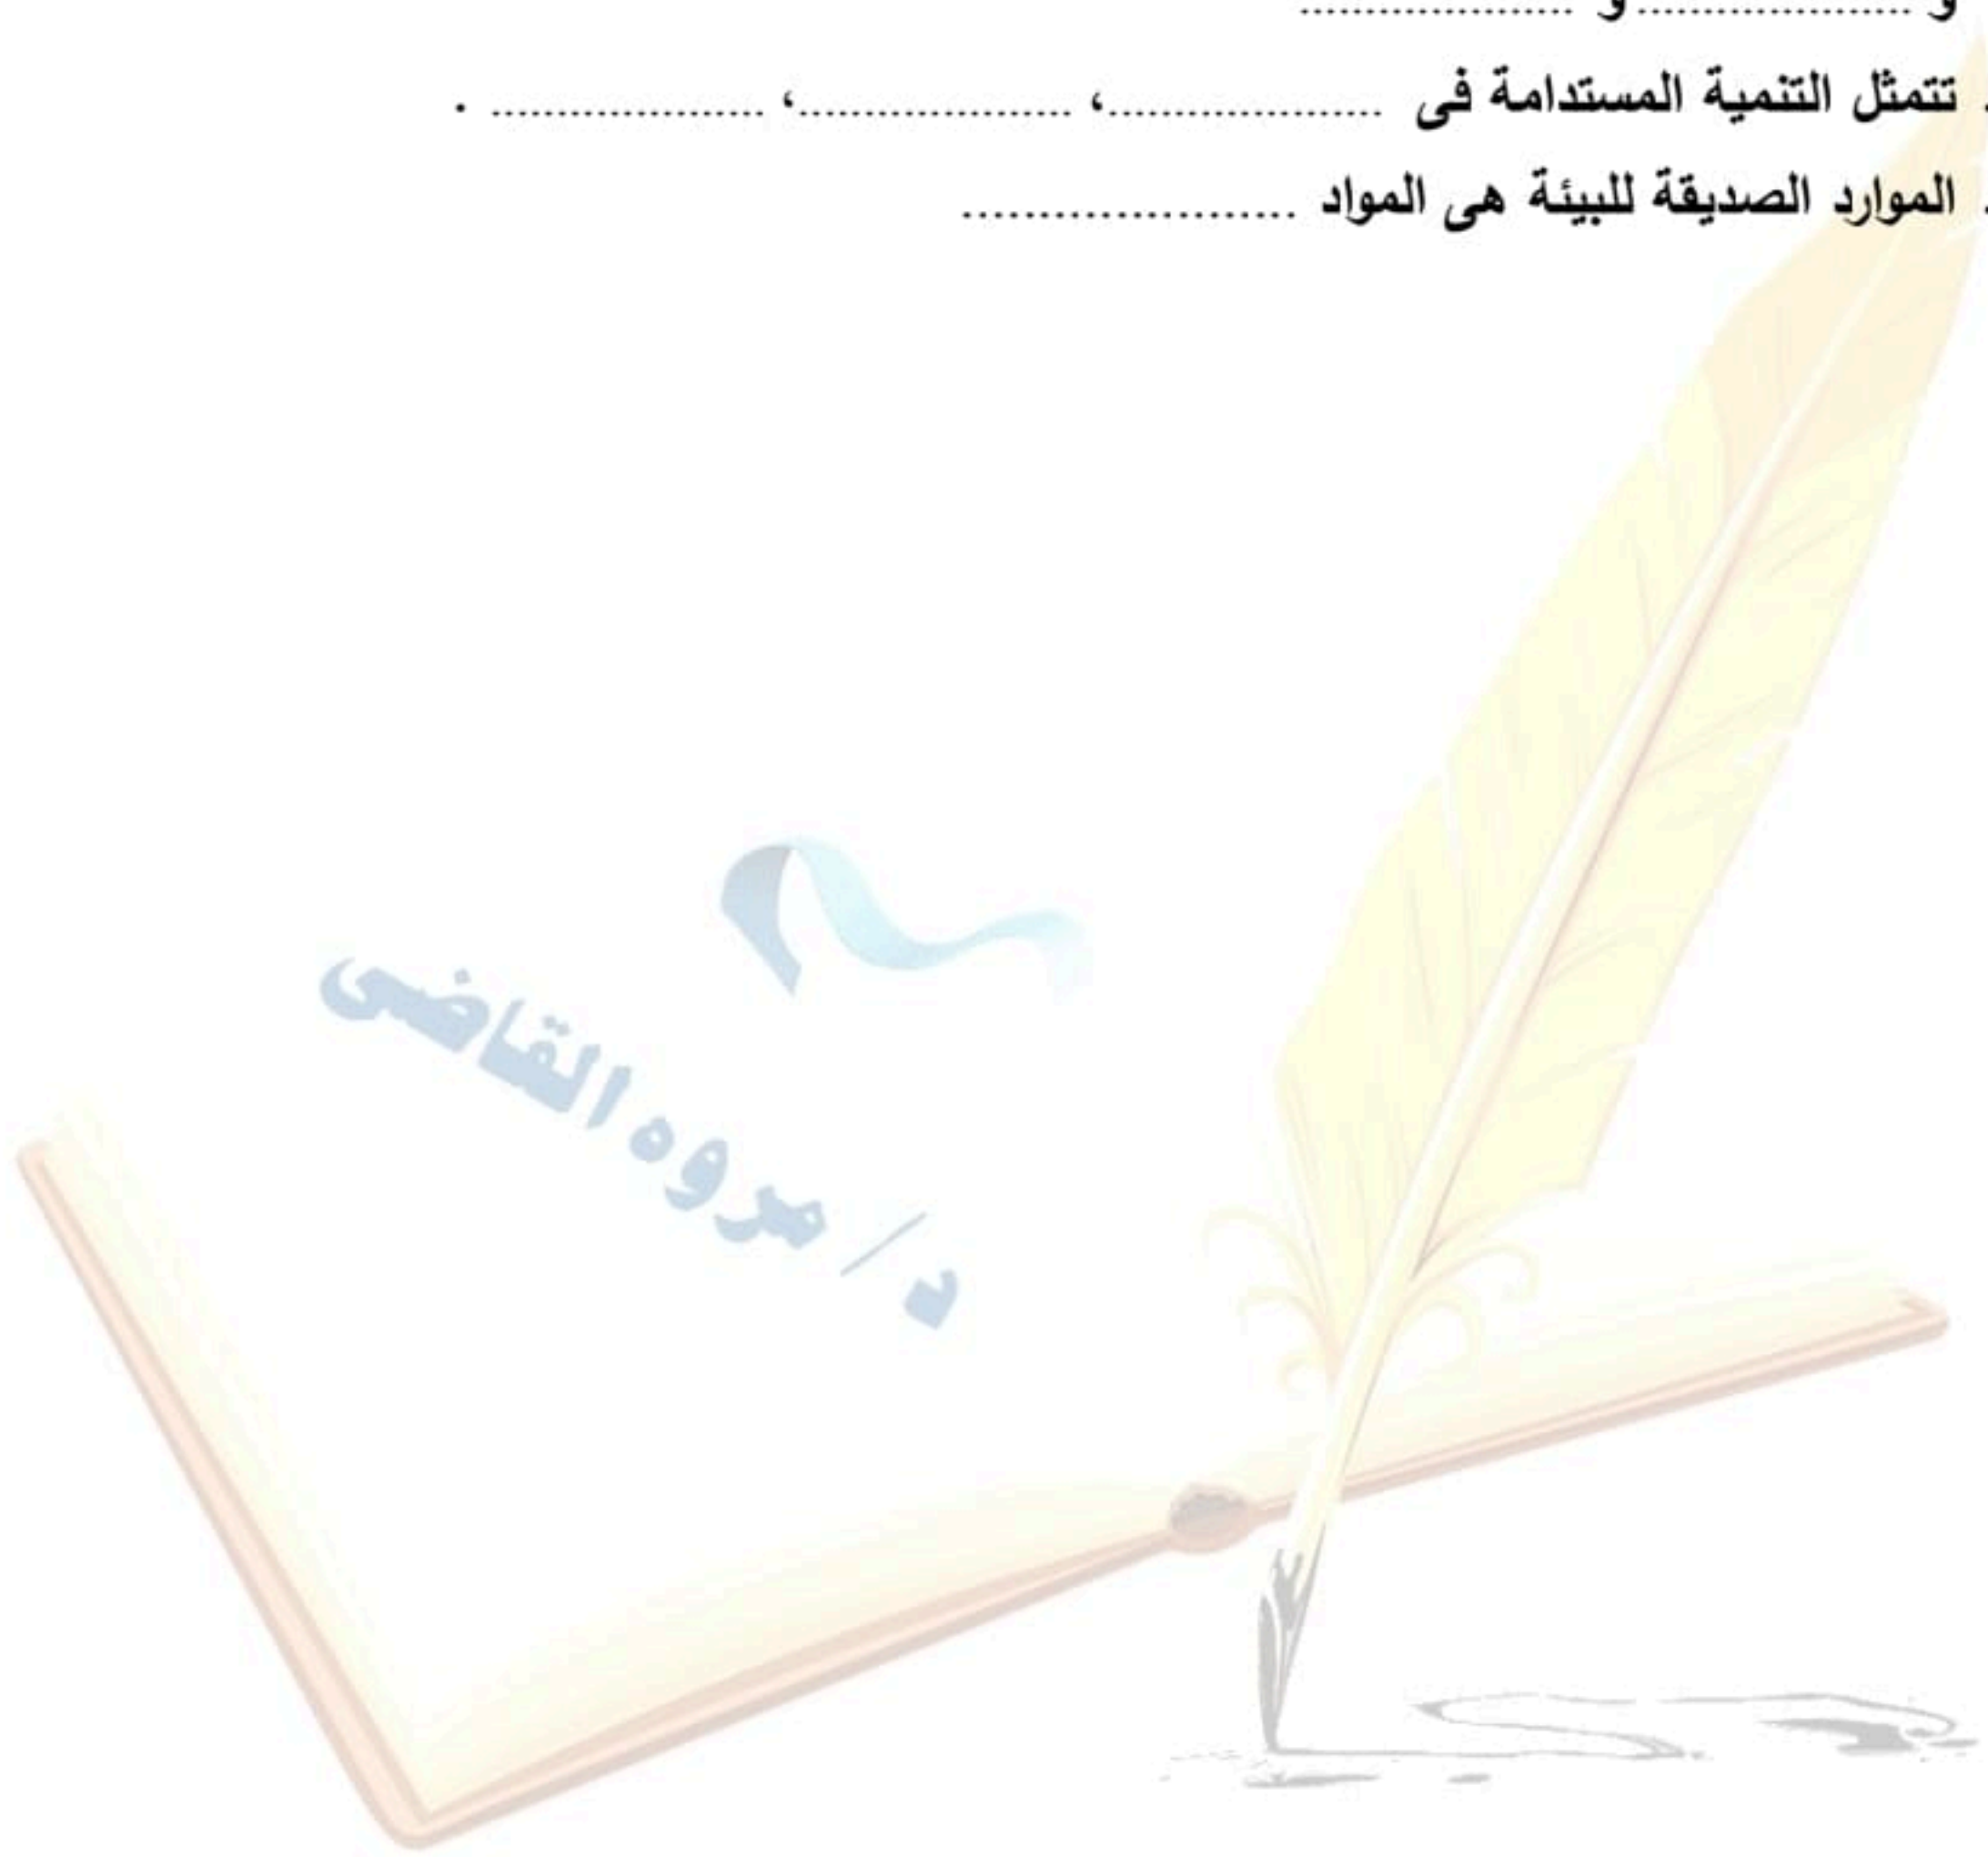 و ..................... و .....................
. تتمثل التنمية المستدامة فى .....................، .....................، ..................... .
. الموارد الصديقة للبيئة هى المواد ..........................
د/ مروه القاضى